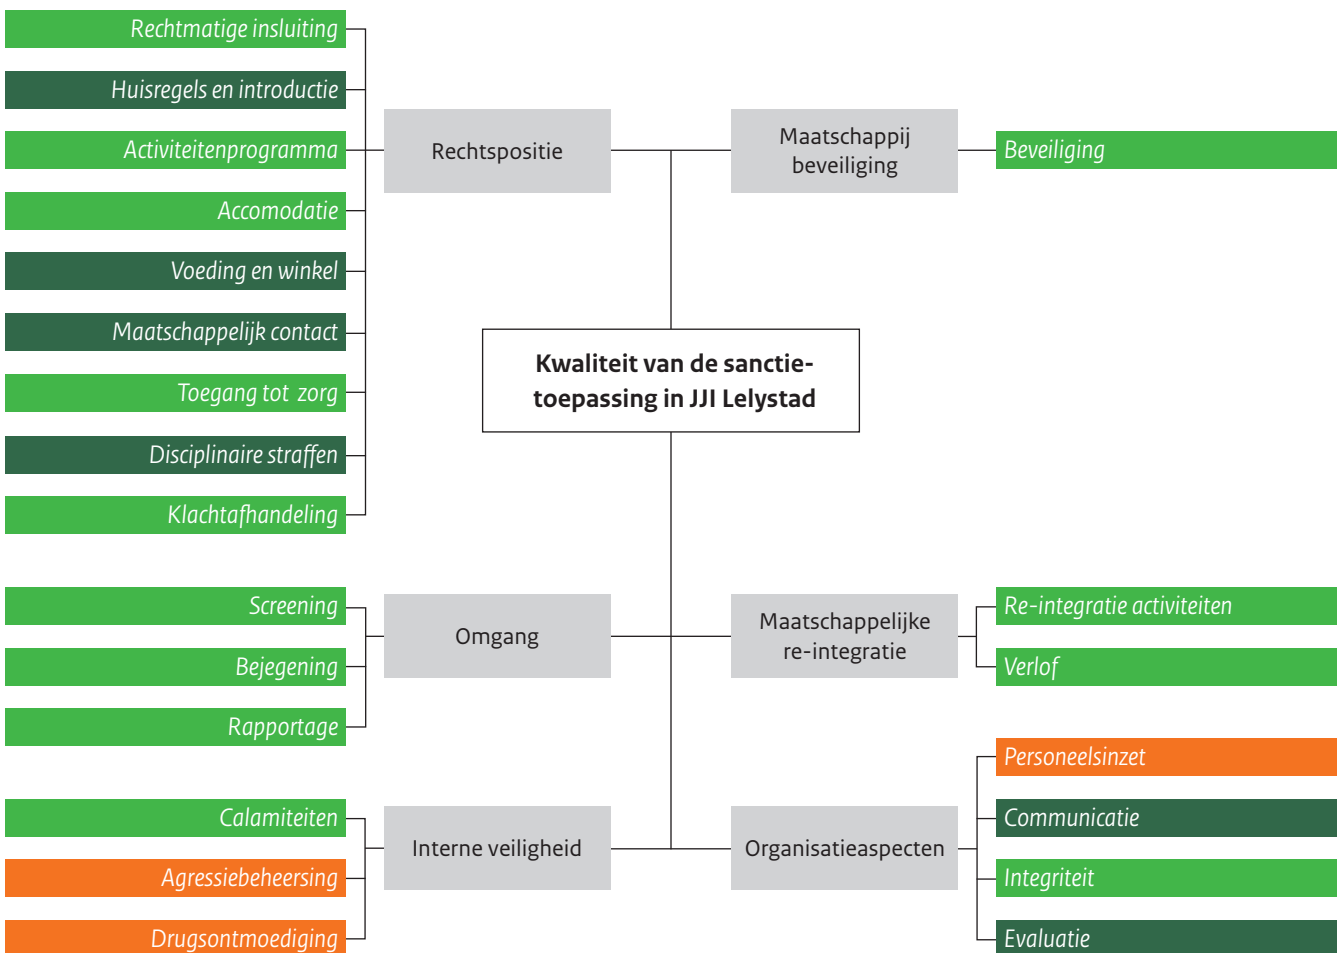 Rechtmatige insluiting
Huisregels en introductie
Activiteitenprogramma
Accomodatie
Voeding en winkel
Maatschappelijk contact
Toegang tot zorg
Disciplinaire straffen
Klachtafhandeling
Rechtspositie
Maatschappij
beveiliging
Beveiliging
Kwaliteit van de sanctie-
toepassing in JJI Lelystad
Screening
Bejegening
Rapportage
Omgang
Maatschappelijke
re-integratie
Re-integratie activiteiten
Verlof
Calamiteiten
Agressiebeheersing
Drugsontmoediging
Interne veiligheid
Organisatieaspecten
Personeelsinzet
Communicatie
Integriteit
Evaluatie